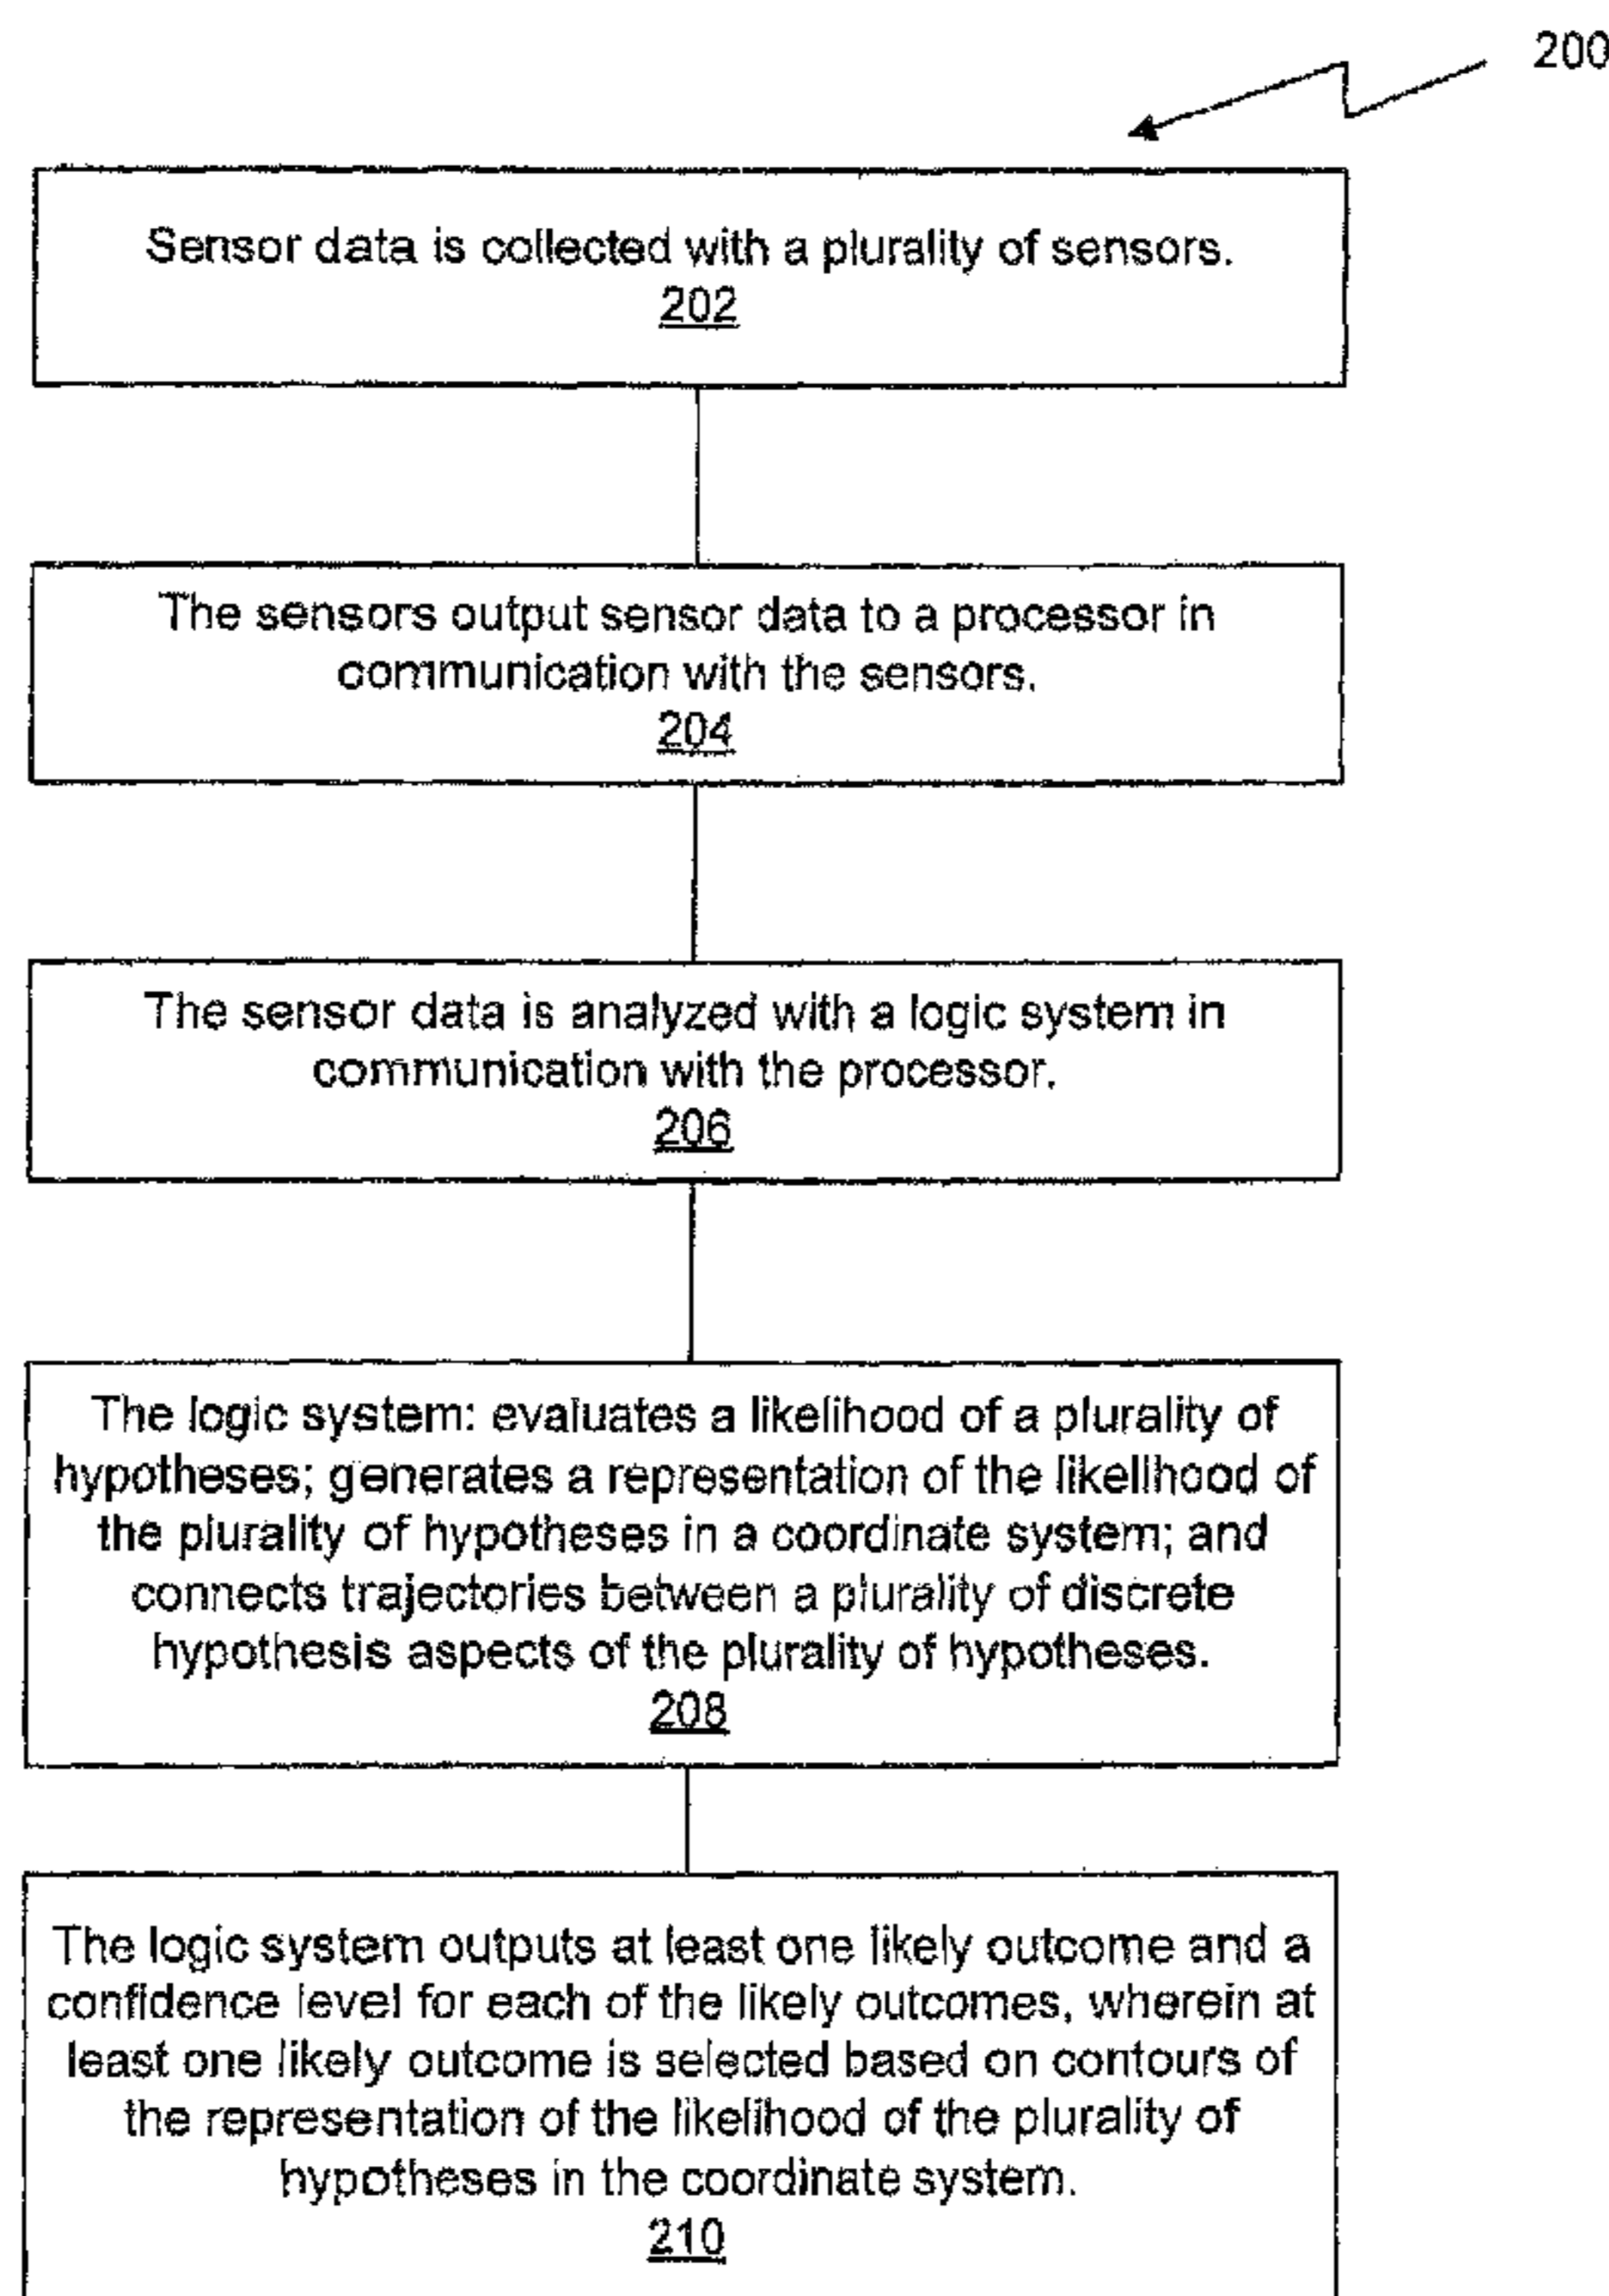 200
Sensor data is collected with a plurality of sensors.
202
The sensors output sensor data to a processor in
communication with the sensors.
204
The sensor data is analyzed with a logic system in
communication with the processor.
206
The logic system: evaluates a likelihood of a plurality of
hypotheses; generates a representation of the likelihood of
the plurality of hypotheses in a coordinate system; and
connects trajectories between a plurality of discrete
hypothesis aspects of the plurality of hypotheses.
208
The logic system outputs at least one likely outcome and a
confidence level for each of the likely outcomes, wherein at
least one likely outcome is selected based on contours of
the representation of the likelihood of the plurality of
hypotheses in the coordinate system.
210